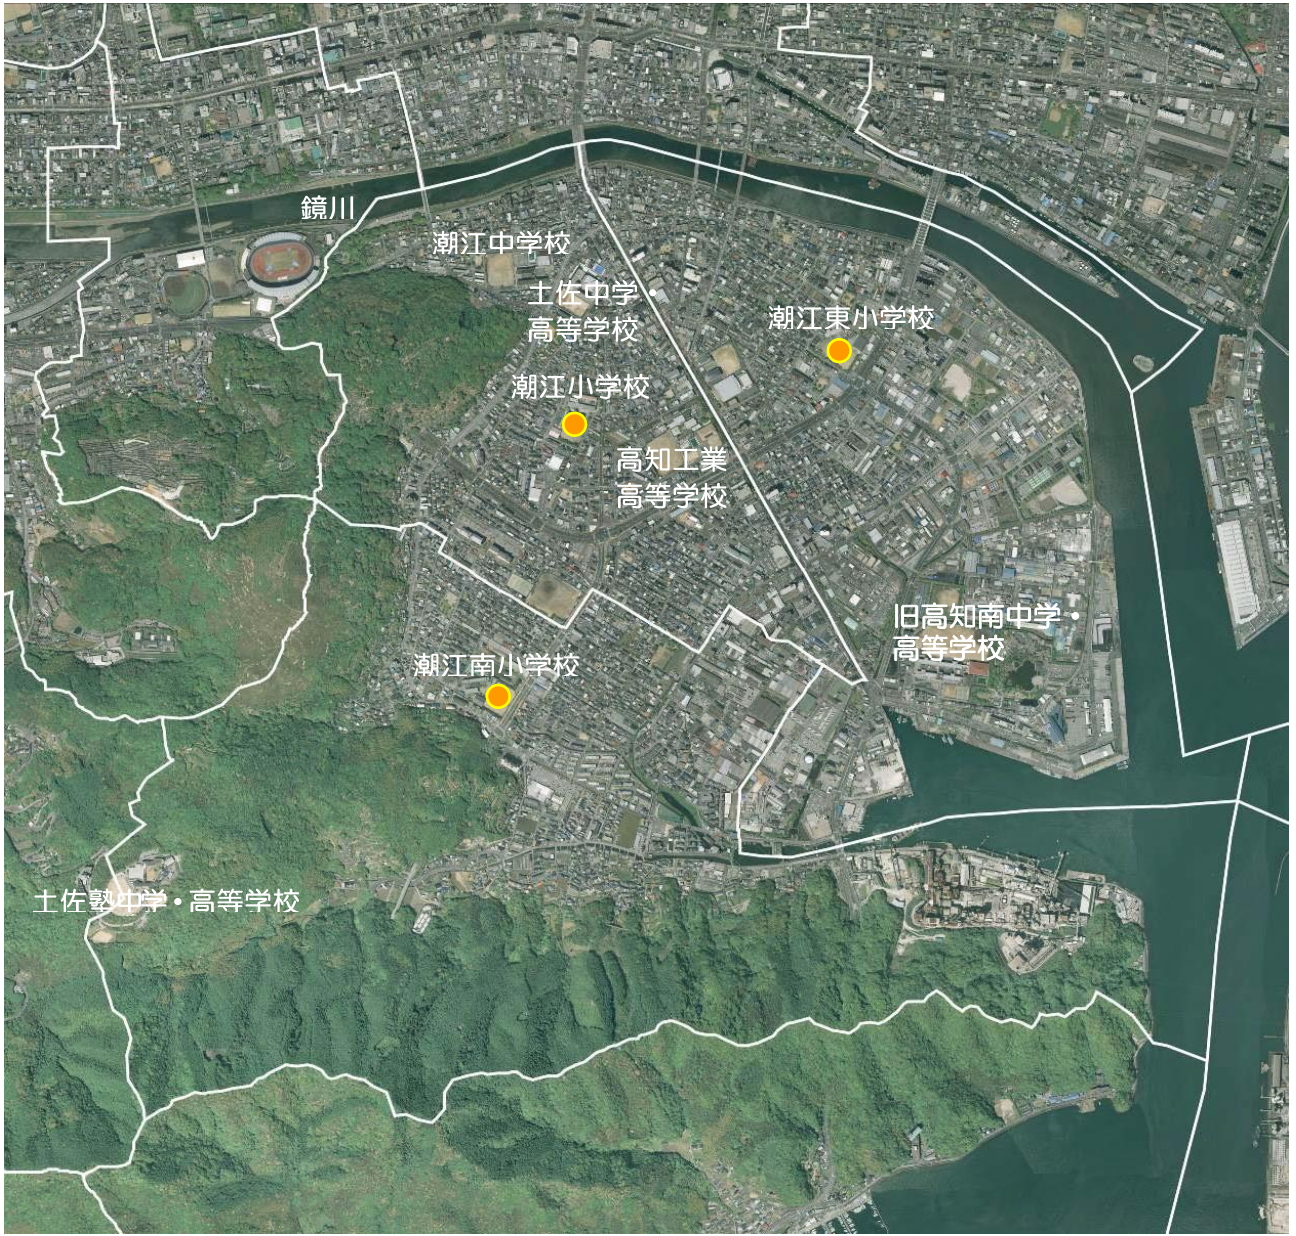 鏡川
潮江中学校
土佐中学・
高等学校
潮江東小学校
潮江小学校
高知工業
高等学校
旧高知南中学・
高等学校
潮江南小学校
土佐塾中学・高等学校